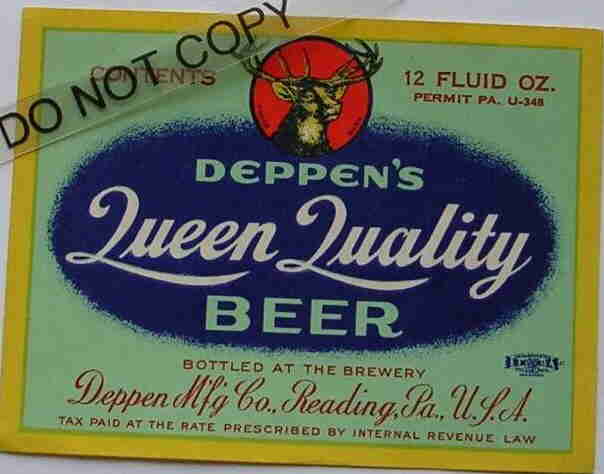 DO NOT COPY
CONTENTS
12 FLUID OZ.
PERMIT PA. U-348
DEPPEN'S
Queen Quality
BEER
BOTTLED AT THE BREWERY
Deppen M'f'g Co., Reading, Pa., U.S.A.
TAX PAID AT THE RATE PRESCRIBED BY INTERNAL REVENUE LAW